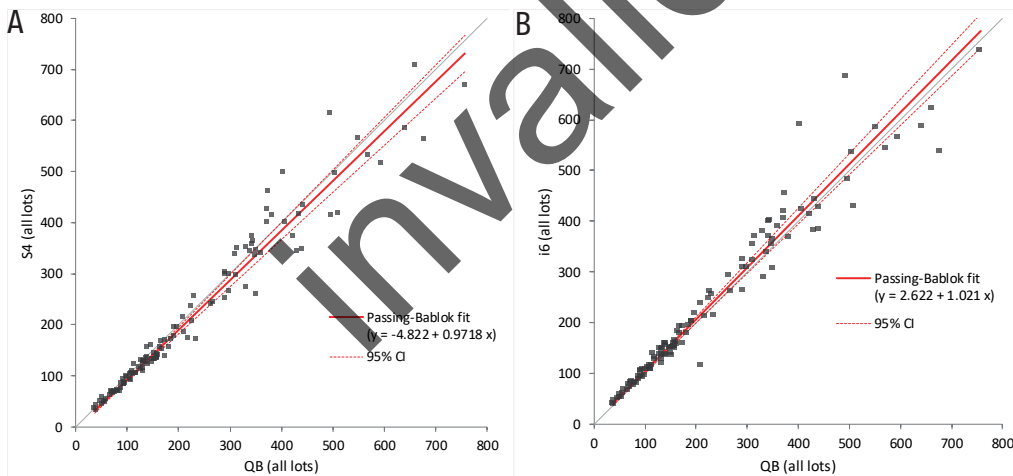 A
800
700
600
500
400
300
200
100
0
S4 (all lots)
0 100 200 300 400 500 600 700 800
QB (all lots)
Passing-Bablok fit
(y = -4.822 + 0.9718 x)
95% CI
B
800
700
600
500
400
300
200
100
0
i6 (all lots)
0 100 200 300 400 500 600 700 800
QB (all lots)
Passing-Bablok fit
(y = 2.622 + 1.021 x)
95% CI